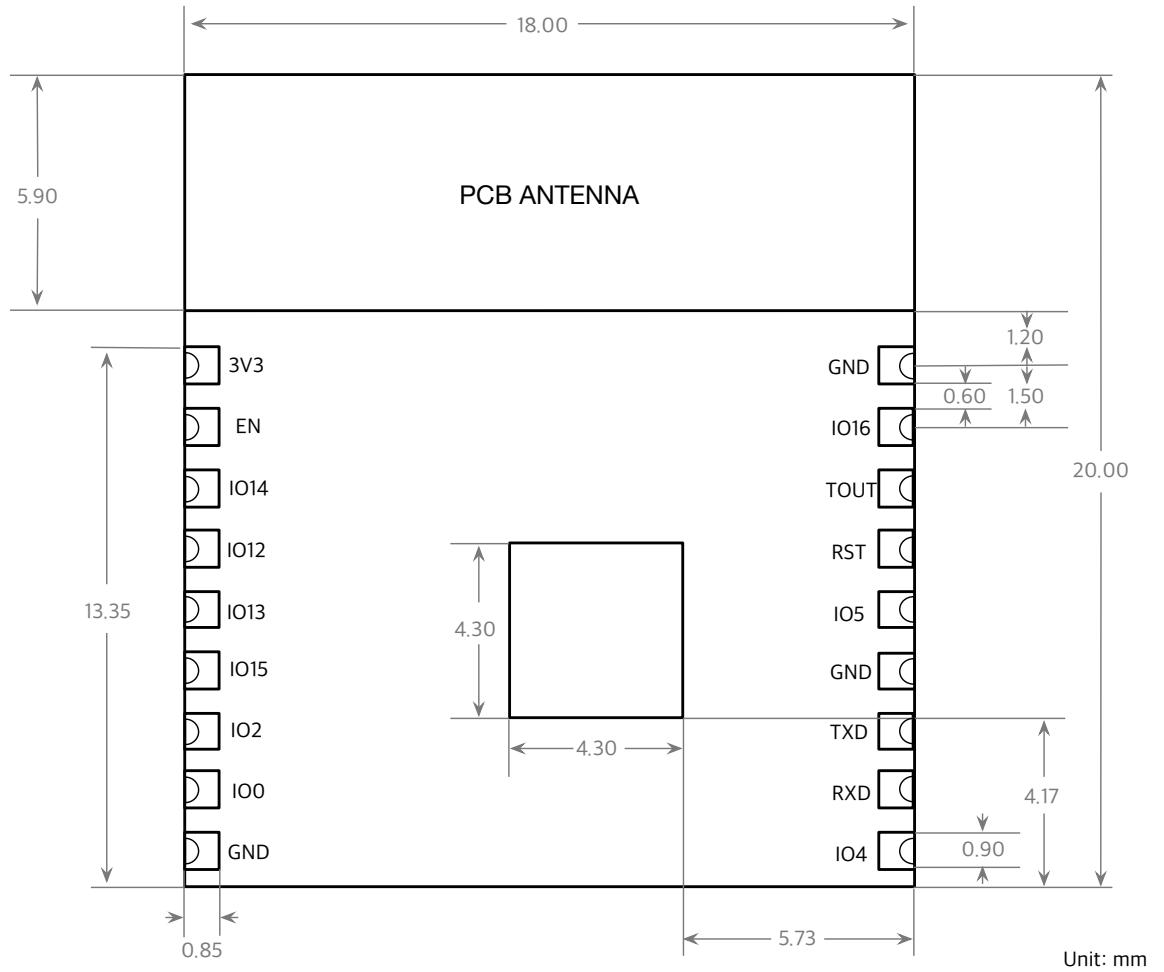 18.00
5.90
PCB ANTENNA
1.20
3V3
GND
0.60
1.50
EN
IO16
20.00
IO14
TOUT
IO12
RST
13.35
IO13
IO5
4.30
IO15
GND
IO2
TXD
4.30
IO0
RXD
4.17
GND
IO4
0.90
0.85
5.73
Unit: mm